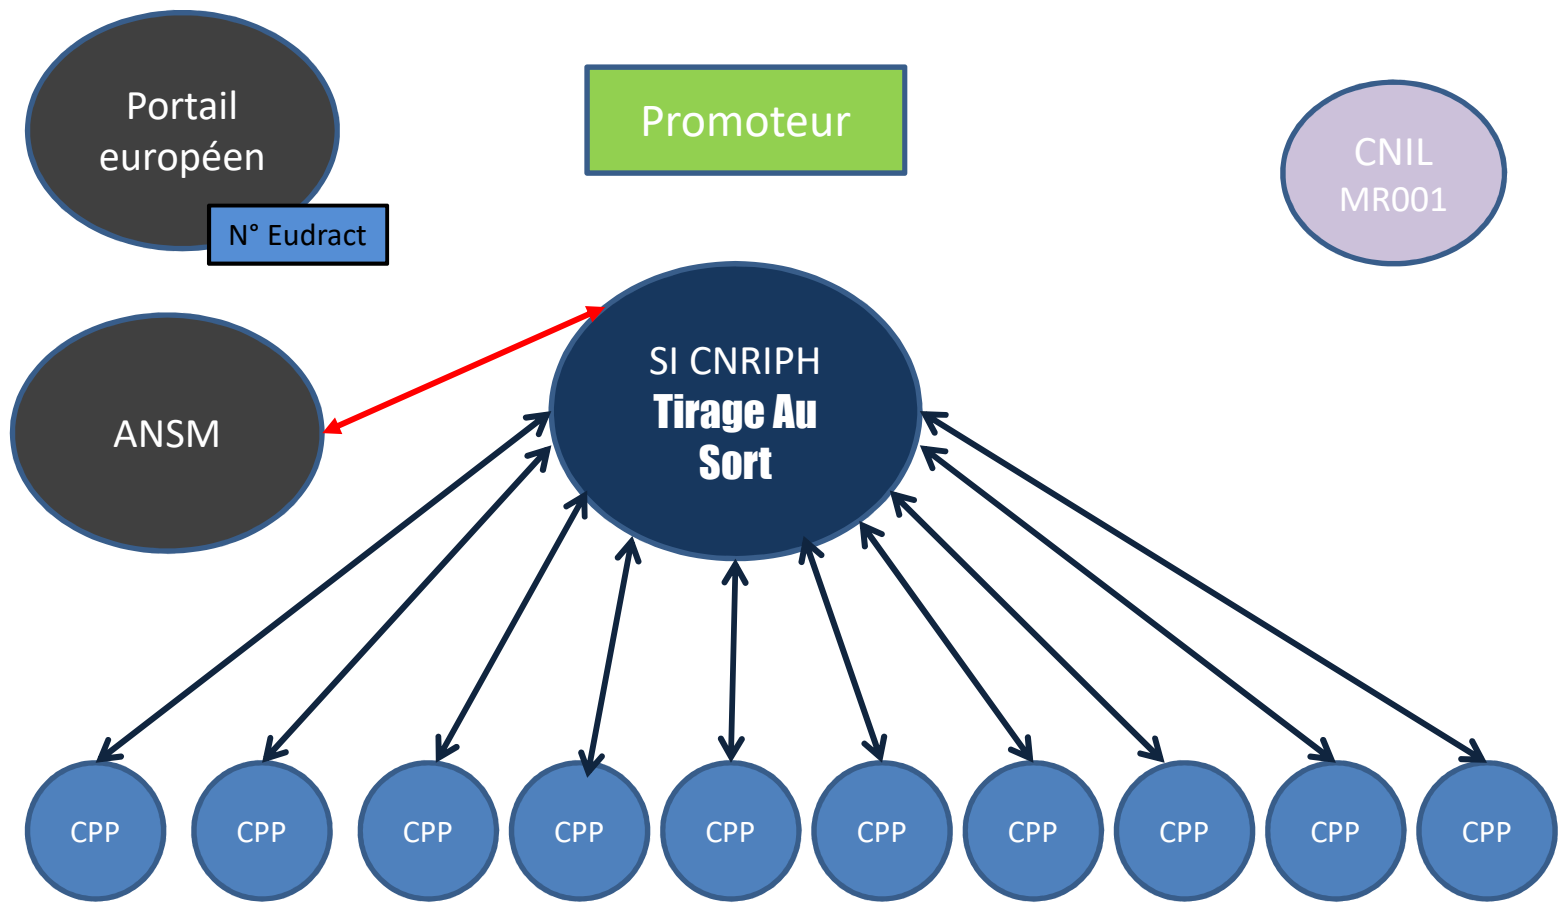 Portail
européen
N° Eudract
Promoteur
CNIL
MR001
ANSM
SI CNRIPH
Tirage Au
Sort
CPP
CPP
CPP
CPP
CPP
CPP
CPP
CPP
CPP
CPP